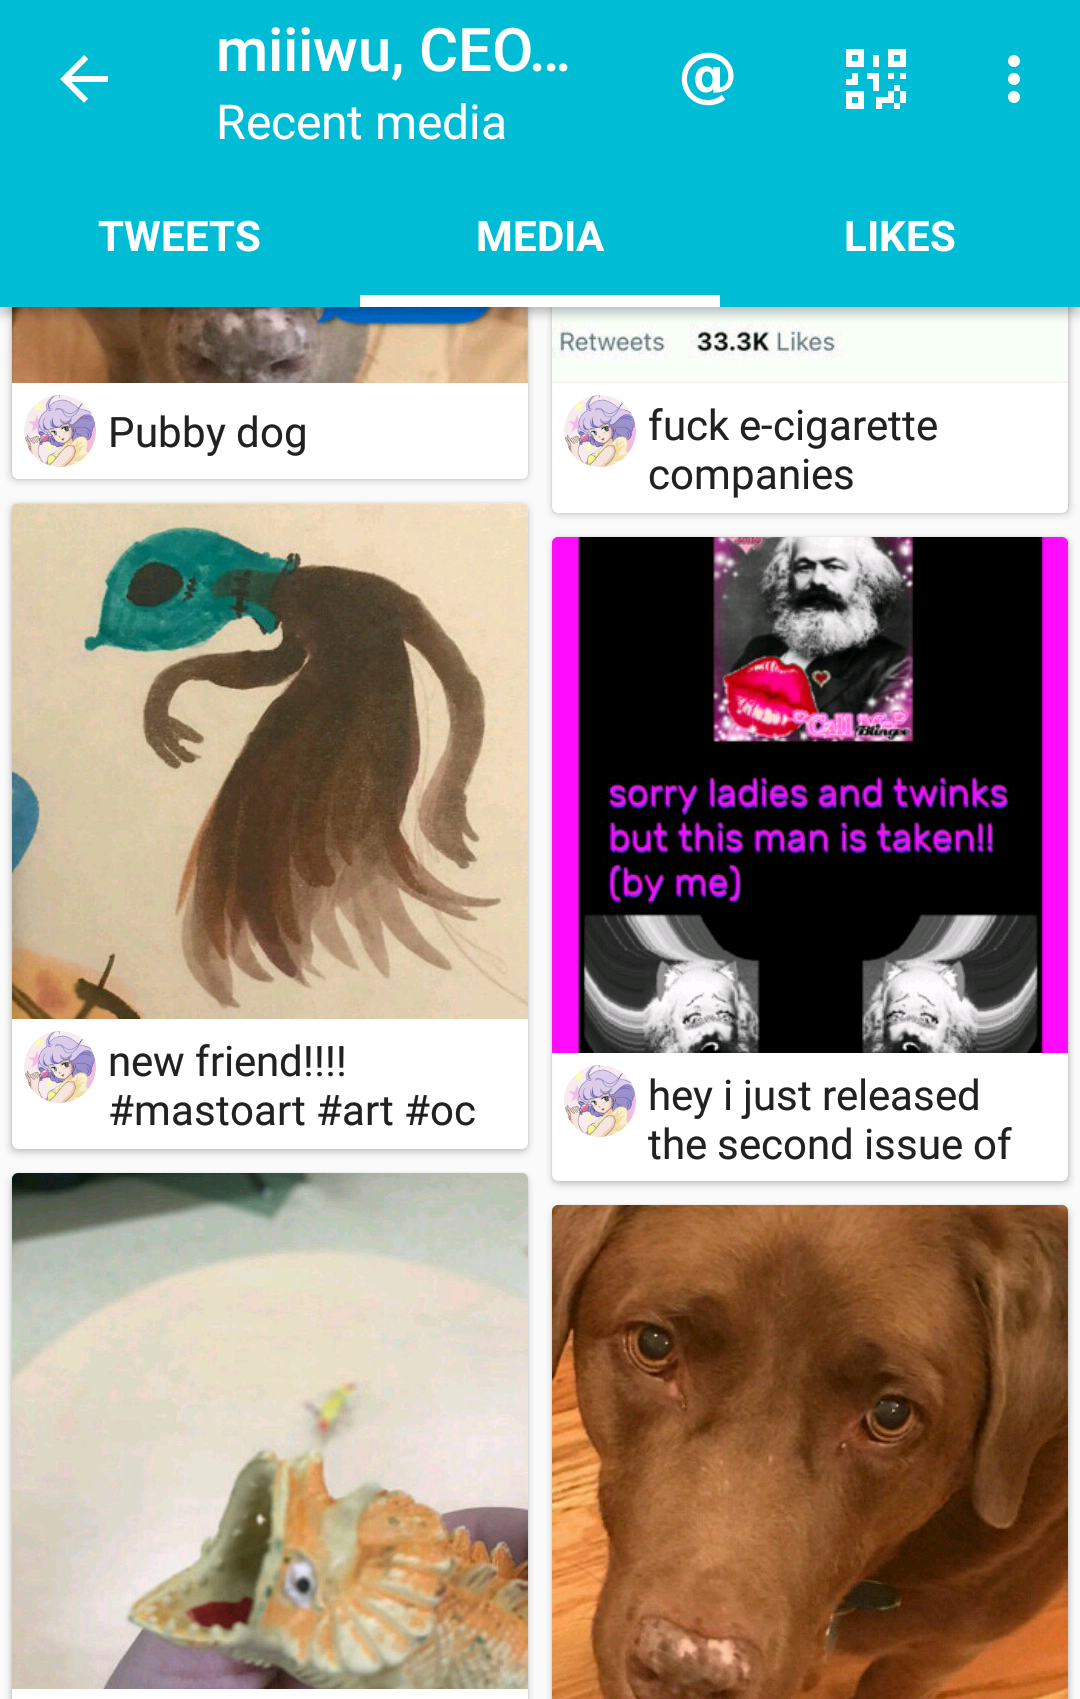 miiiwu, CEO...
Recent media
@
TWEETS
MEDIA
LIKES
Retweets 33.3K Likes
Pubby dog
fuck e-cigarette
companies
Call
Blingee
sorry ladies and twinks
but this man is taken!!
(by me)
new friend!!!!
#mastoart #art #oc
hey i just released
the second issue of